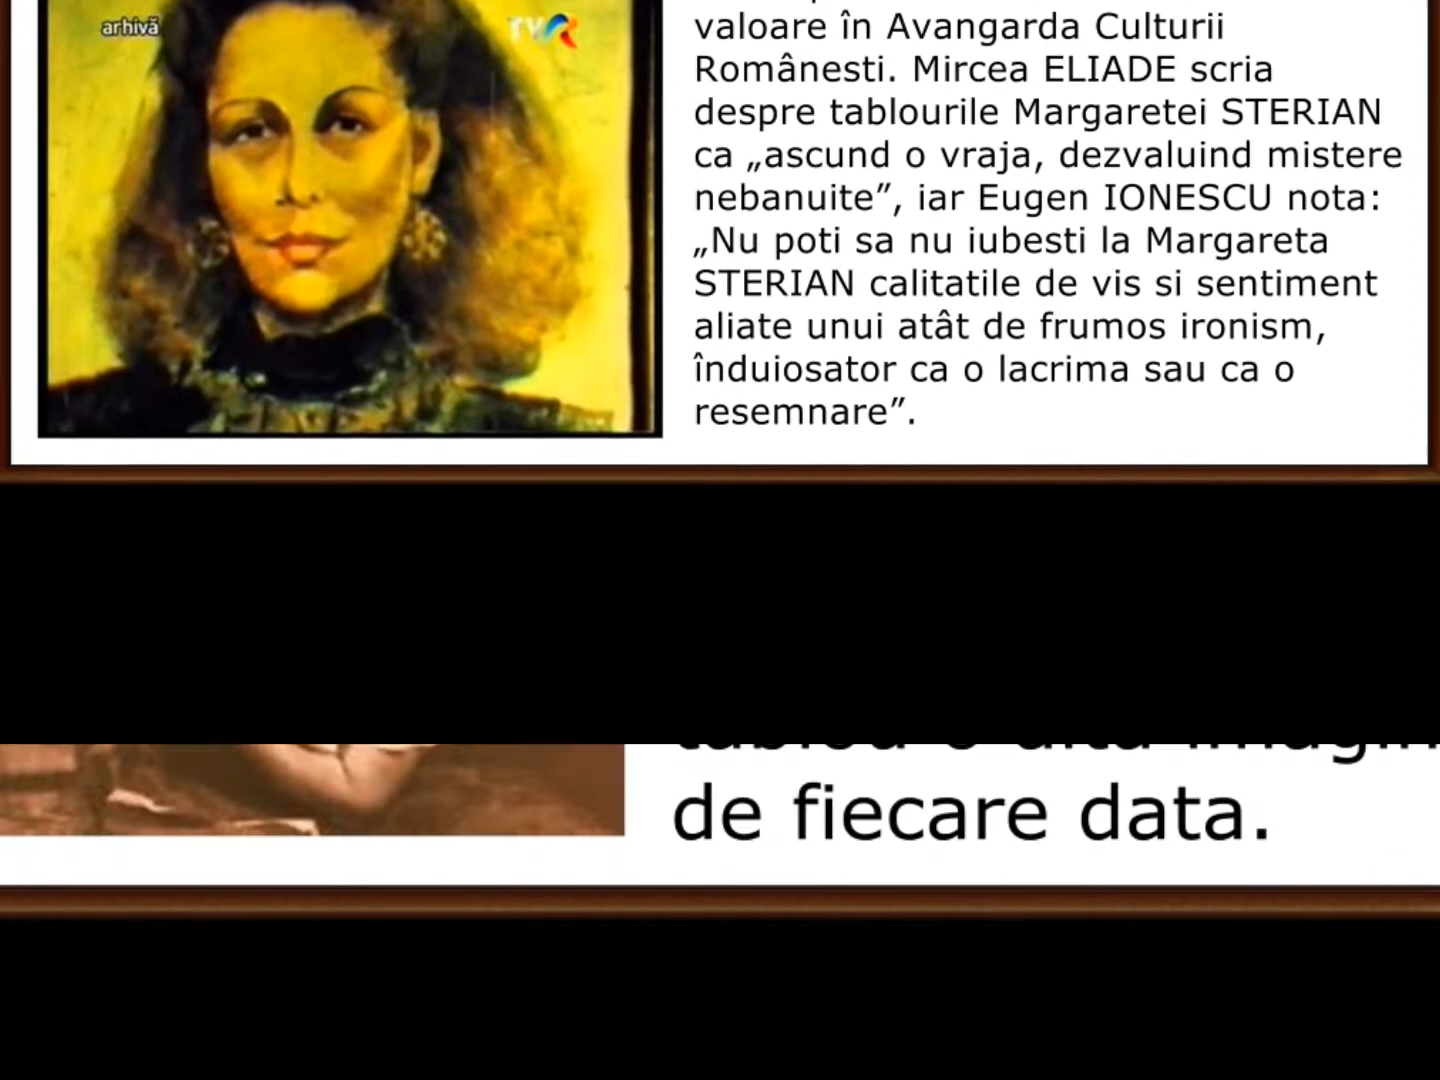 arhivă
TVR
valoare în Avangarda Culturii
Românesti. Mircea ELIADE scria
despre tablourile Margaretei STERIAN
ca „ascund o vraja, dezvaluind mistere
nebanuite”, iar Eugen IONESCU nota:
„Nu poti sa nu iubesti la Margareta
STERIAN calitatile de vis si sentiment
aliate unui atât de frumos ironism,
înduiosator ca o lacrima sau ca o
resemnare”.
de fiecare data.